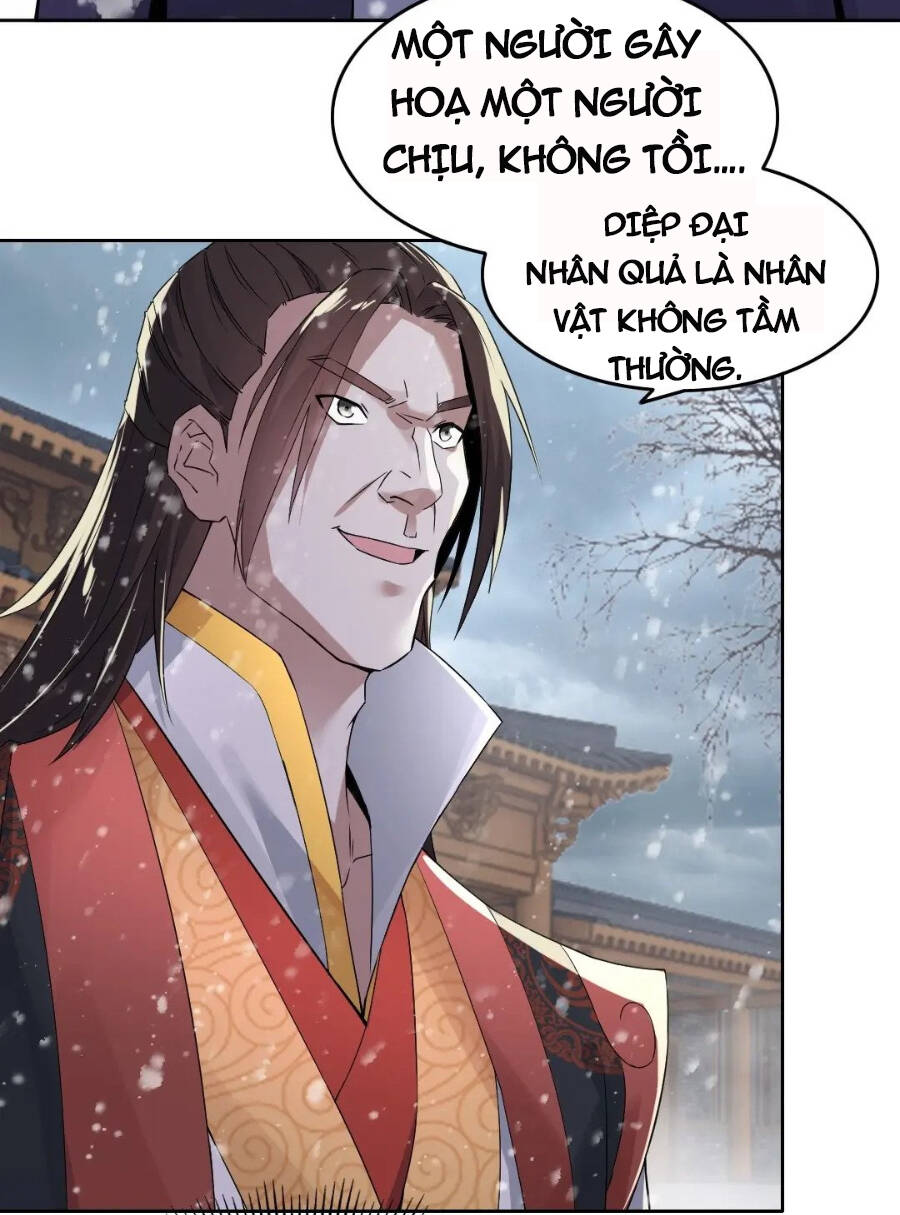 MỘT NGƯỜI GÂY
HOẠ MỘT NGƯỜI
CHỊU, KHÔNG TỒI....
DIỆP ĐẠI
NHÂN QUẢ LÀ NHÂN
VẬT KHÔNG TẦM
THƯỜNG.